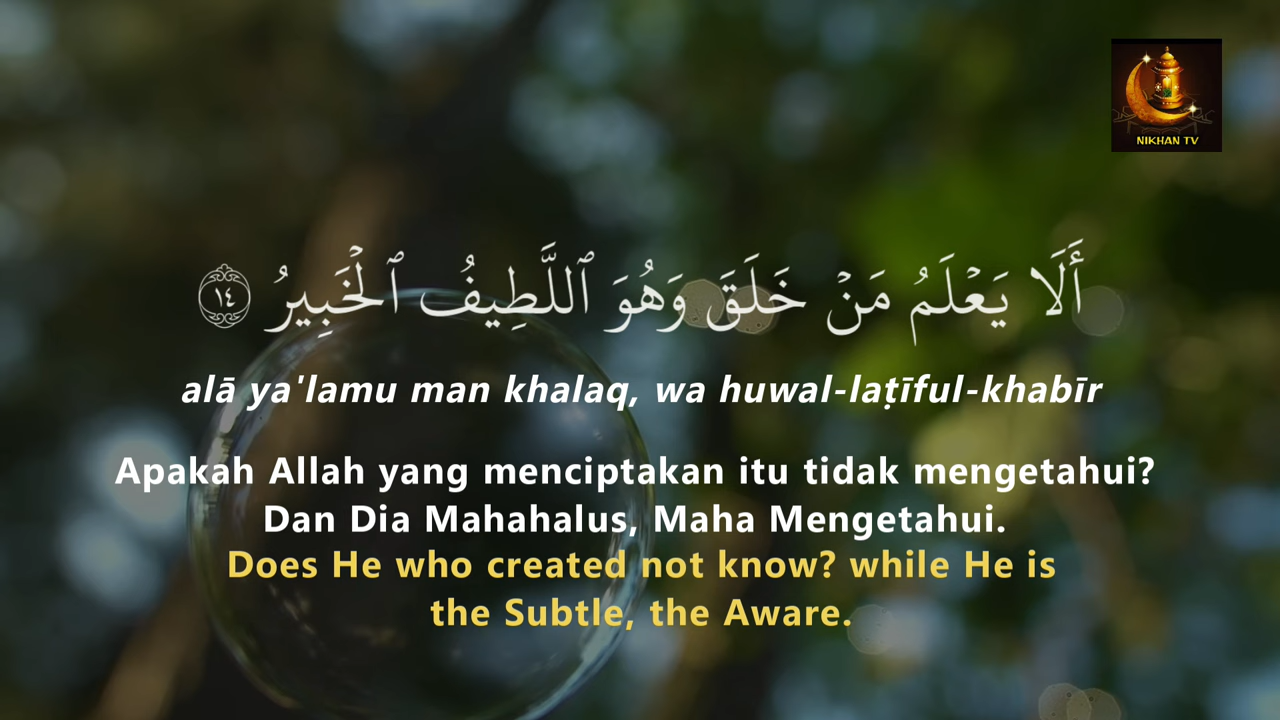 NIKHAN TV
أَلَا يَعْلَمُ مَنْ خَلَقَ وَهُوَ ٱللَّطِيفُ ٱلْخَبِيرُ ١٤
alā ya'lamu man khalaq, wa huwal-laṭīful-khabīr
Apakah Allah yang menciptakan itu tidak mengetahui?
Dan Dia Mahahalus, Maha Mengetahui.
Does He who created not know? while He is
the Subtle, the Aware.